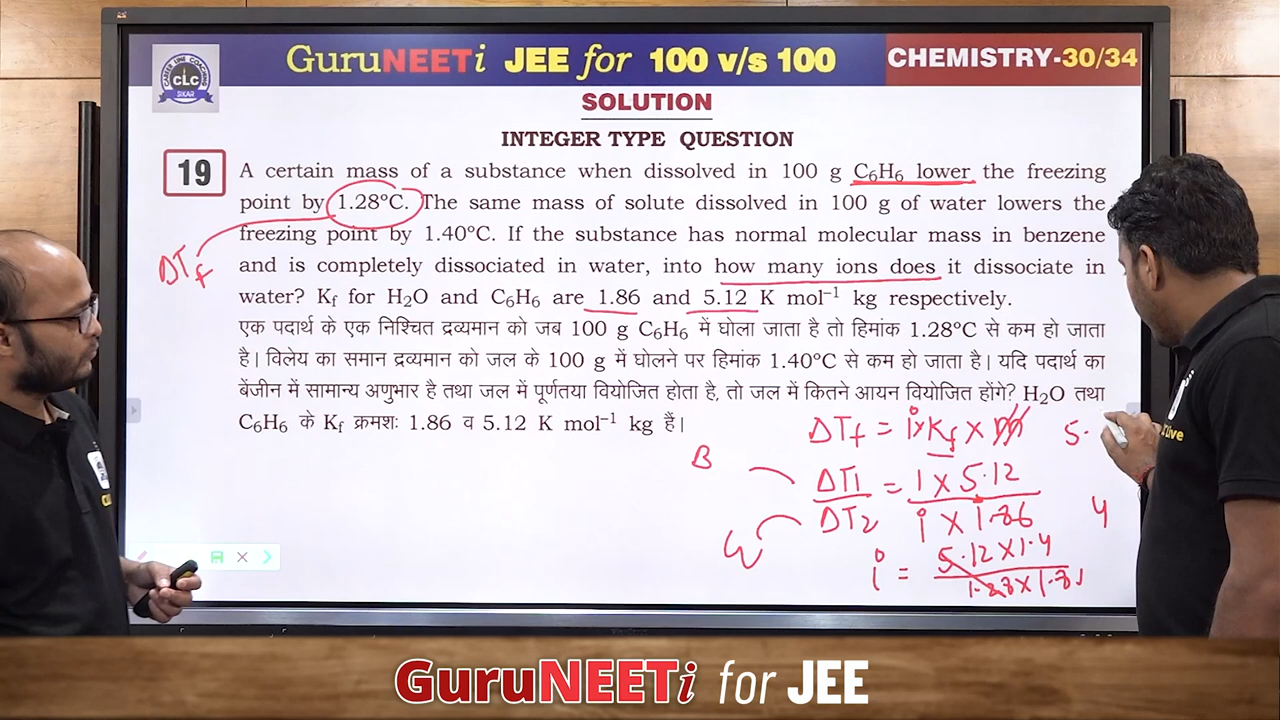 GuruNEETi JEE for 100 v/s 100
CHEMISTRY-30/34
CLC
SIKAR
SOLUTION
INTEGER TYPE QUESTION
19
A certain mass of a substance when dissolved in 100 g C₆H₆ lower the freezing
point by 1.28°C. The same mass of solute dissolved in 100 g of water lowers the
freezing point by 1.40°C. If the substance has normal molecular mass in benzene
and is completely dissociated in water, into how many ions does it dissociate in
water? Kf for H₂O and C₆H₆ are 1.86 and 5.12 K mol⁻¹ kg respectively.
एक पदार्थ के एक निश्चित द्रव्यमान को जब 100 g C₆H₆ में घोला जाता है तो हिमांक 1.28°C से कम हो जाता
है। विलेय का समान द्रव्यमान को जल के 100 g में घोलने पर हिमांक 1.40°C से कम हो जाता है। यदि पदार्थ का
बेंजीन में सामान्य अणुभार है तथा जल में पूर्णतया वियोजित होता है, तो जल में कितने आयन वियोजित होंगे? H₂O तथा
C₆H₆ के Kf क्रमशः 1.86 व 5.12 K mol⁻¹ kg हैं।
ΔTf
ΔTf = i×Kf × m
5.
B
ΔT1 / ΔT2 = 1 × 5.12 / i × 1.86
4
W
i = 5.12×1.4
Live
GuruNEETi for JEE